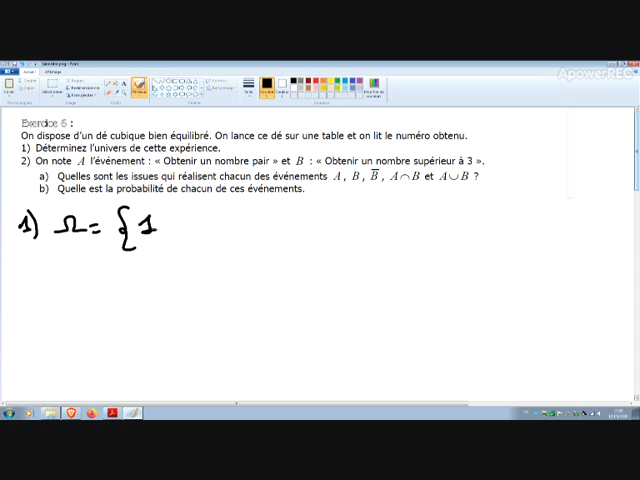 ApowerREC
Exercice 5 :
On dispose d'un dé cubique bien équilibré. On lance ce dé sur une table et on lit le numéro obtenu.
1) Déterminez l'univers de cette expérience.
2) On note A l'événement : « Obtenir un nombre pair » et B : « Obtenir un nombre supérieur à 3 ».
a) Quelles sont les issues qui réalisent chacun des événements A , B , B̅ , A∩B et A∪B ?
b) Quelle est la probabilité de chacun de ces événements.
1) Ω = { 1